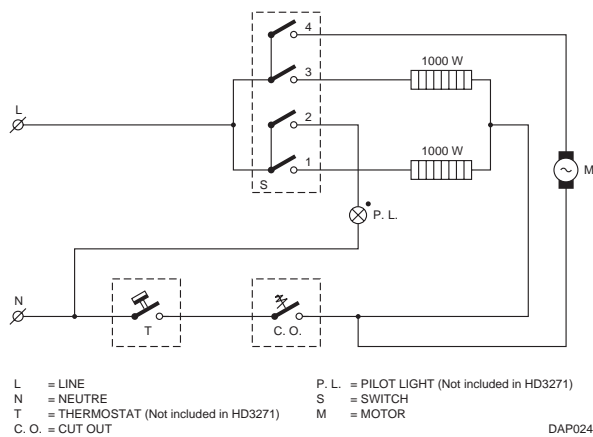 4
1000 W
3
L
2
1000 W
1
S
M
P. L.
N
T
C. O.
L = LINE
N = NEUTRE
T = THERMOSTAT (Not included in HD3271)
C. O. = CUT OUT
P. L. = PILOT LIGHT (Not included in HD3271)
S = SWITCH
M = MOTOR
DAP024